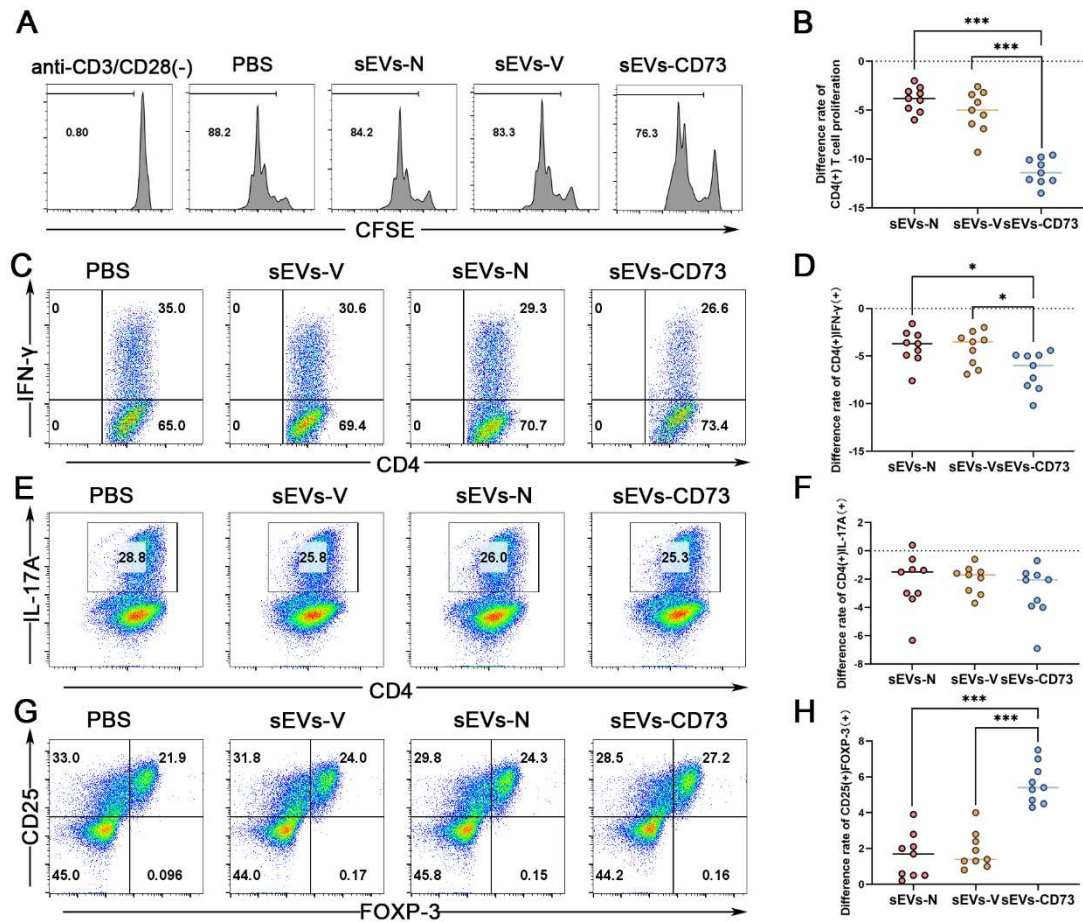 A
anti-CD3/CD28(-) PBS sEVs-N sEVs-V sEVs-CD73
0.80 88.2 84.2 83.3 76.3
CFSE
B
*** 
***
Difference rate of
CD4(+) T cell proliferation
0
-5
-10
-15
sEVs-N sEVs-V sEVs-CD73
C
PBS sEVs-V sEVs-N sEVs-CD73
IFN-γ
0 35.0 0 30.6 0 29.3 0 26.6
0 65.0 0 69.4 0 70.7 0 73.4
CD4
D
*
*
Difference rate of CD4(+)IFN-γ(+)
0
-5
-10
-15
sEVs-N sEVs-V sEVs-CD73
E
PBS sEVs-V sEVs-N sEVs-CD73
IL-17A
28.8 25.8 26.0 25.3
CD4
F
Difference rate of CD4(+)IL-17A(+)
2
0
-2
-4
-6
-8
sEVs-N sEVs-V sEVs-CD73
G
PBS sEVs-V sEVs-N sEVs-CD73
CD25
33.0 21.9 31.8 24.0 29.8 24.3 28.5 27.2
45.0 0.096 44.0 0.17 45.8 0.15 44.2 0.16
FOXP-3
H
***
***
Difference rate of CD25(+)FOXP-3(+)
8
6
4
2
0
sEVs-N sEVs-V sEVs-CD73